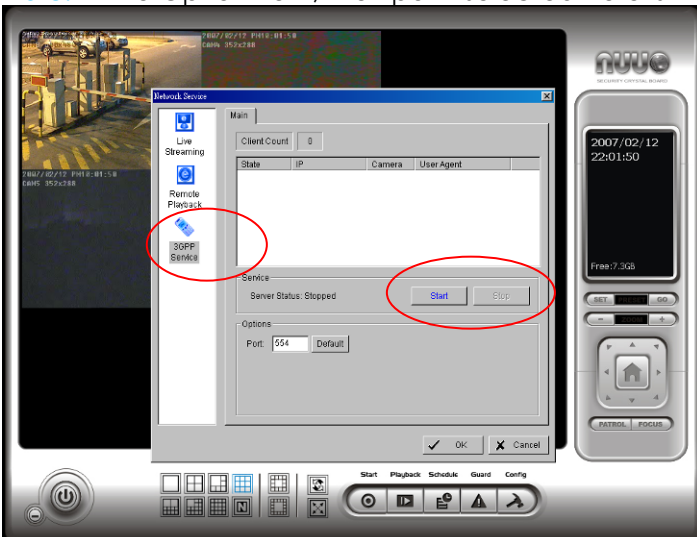 2007/02/12 PM10:01:50
CAM4 352x288
nuuo
SECURITY CRYSTAL BOARD
Network Service
Main
Live
Streaming
Client Count 0
State IP Camera User Agent
2007/02/12
22:01:50
2007/02/12 PM10:01:50
CAM5 352x288
Remote
Playback
3GPP
Service
Free:7.3GB
Service
Server Status: Stopped Start Stop
SET PRESET GO
- ZOOM +
Options
Port: 554 Default
PATROL FOCUS
OK Cancel
Start Playback Schedule Guard Config
N